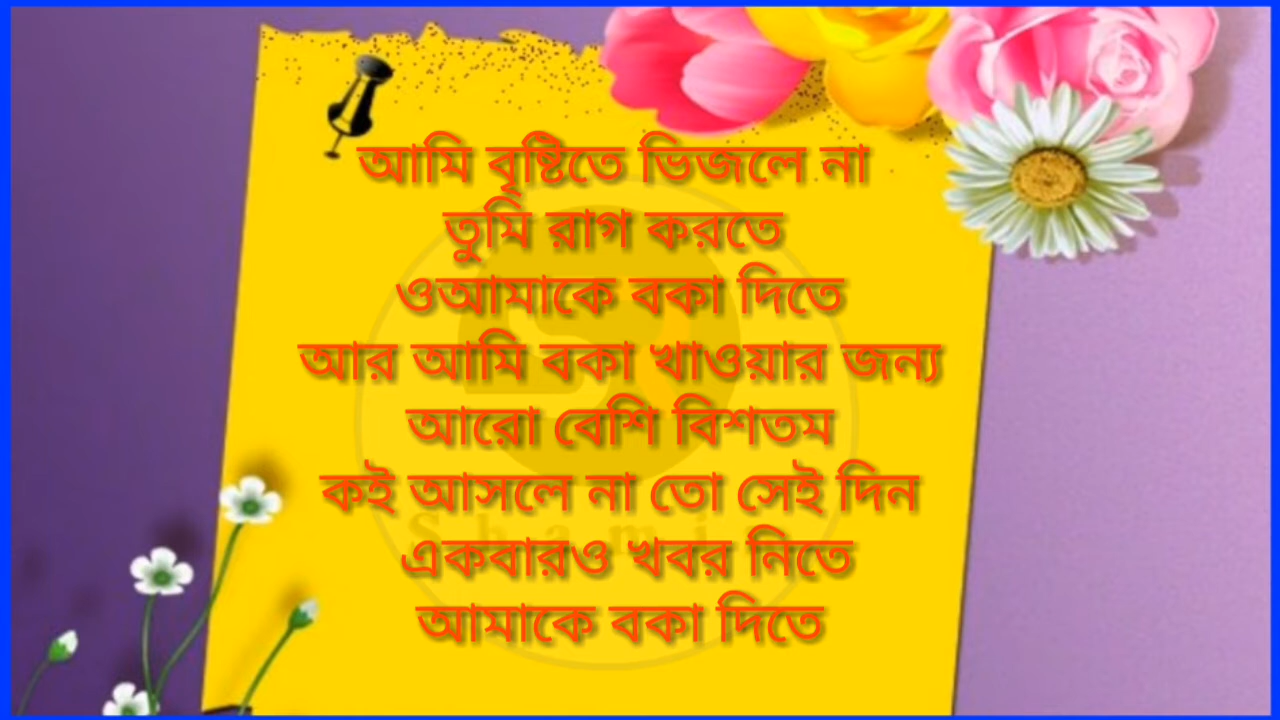 আমি বৃষ্টিতে ভিজলে না
তুমি রাগ করতে
ওআমাকে বকা দিতে
আর আমি বকা খাওয়ার জন্য
আরো বেশি বিশতম
কই আসলে না তো সেই দিন
একবারও খবর নিতে
আমাকে বকা দিতে